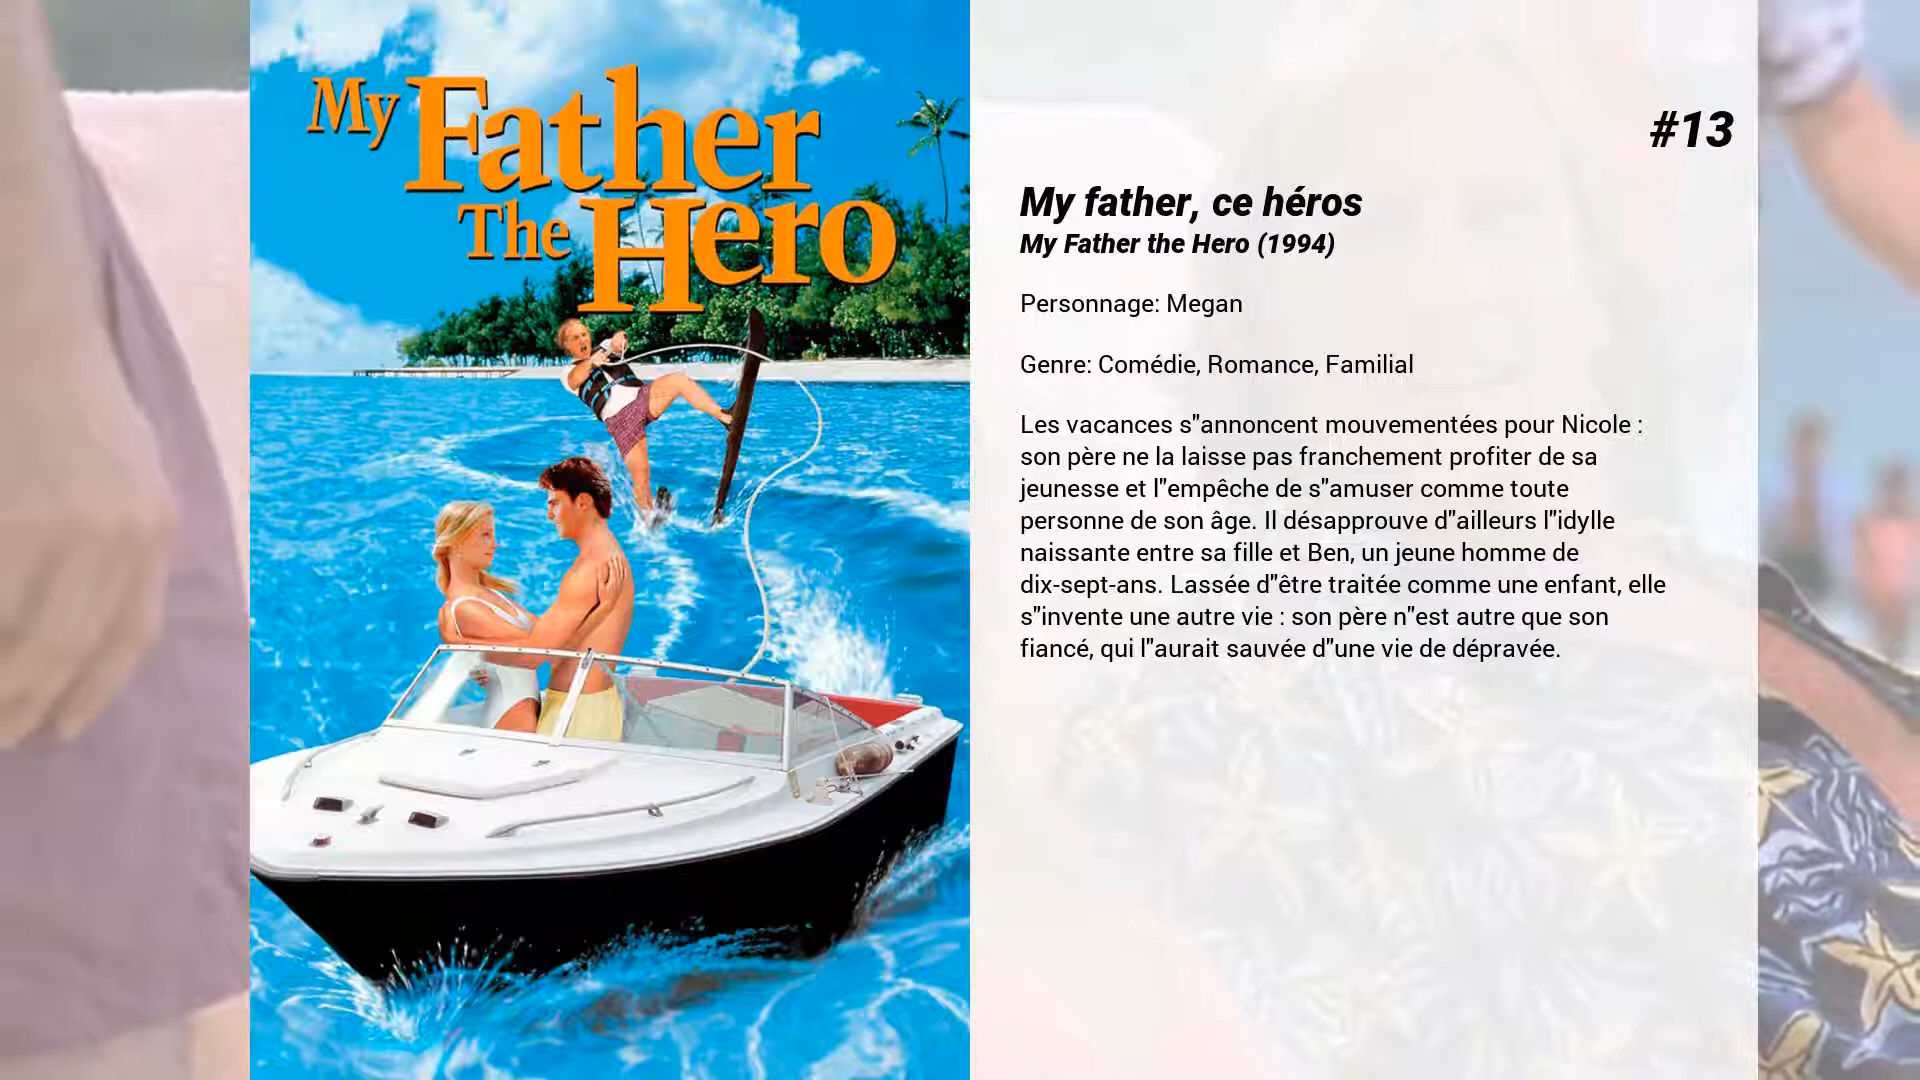 My Father
The Hero
#13
My father, ce héros
My Father the Hero (1994)
Personnage: Megan
Genre: Comédie, Romance, Familial
Les vacances s"annoncent mouvementées pour Nicole :
son père ne la laisse pas franchement profiter de sa
jeunesse et l"empêche de s"amuser comme toute
personne de son âge. Il désapprouve d"ailleurs l"idylle
naissante entre sa fille et Ben, un jeune homme de
dix-sept-ans. Lassée d"être traitée comme une enfant, elle
s"invente une autre vie : son père n"est autre que son
fiancé, qui l"aurait sauvée d"une vie de dépravée.